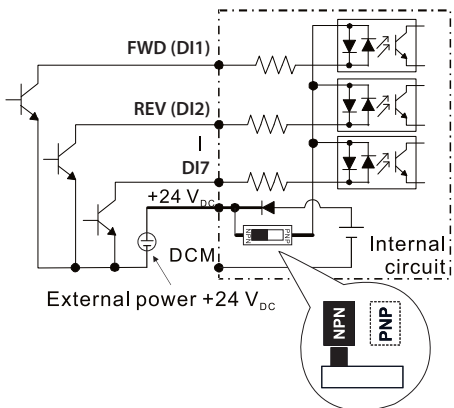 FWD (DI1)
REV (DI2)
|
DI7
+24 VDC
NPN
PNP
DCM
Internal
circuit
External power +24 VDC
NPN
PNP